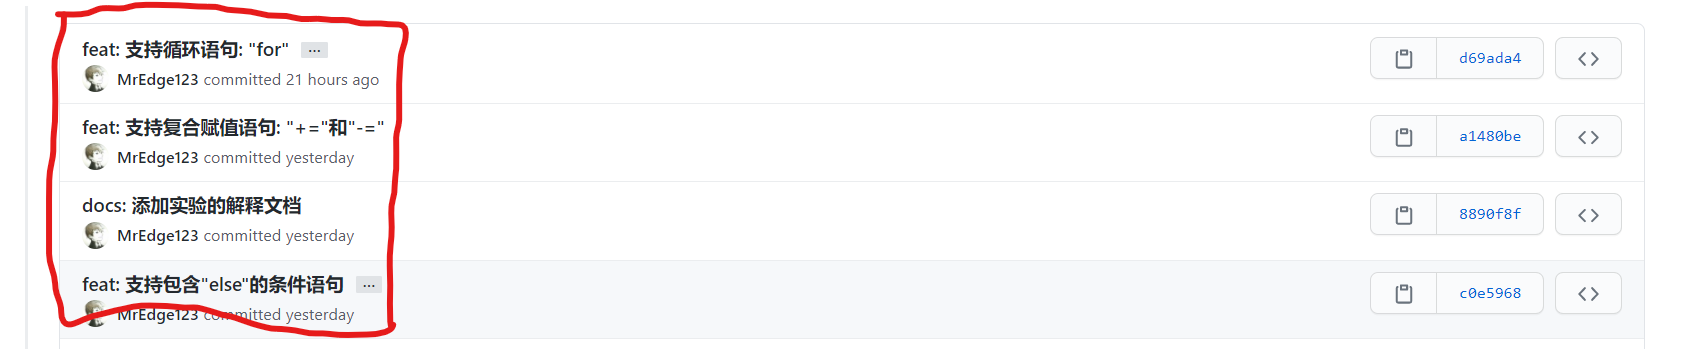 feat: 支持循环语句: "for" ...
MrEdge123 committed 21 hours ago
d69ada4
feat: 支持复合赋值语句: "+="和"-="
MrEdge123 committed yesterday
a1480be
docs: 添加实验的解释文档
MrEdge123 committed yesterday
8890f8f
feat: 支持包含"else"的条件语句 ...
MrEdge123 committed yesterday
c0e5968